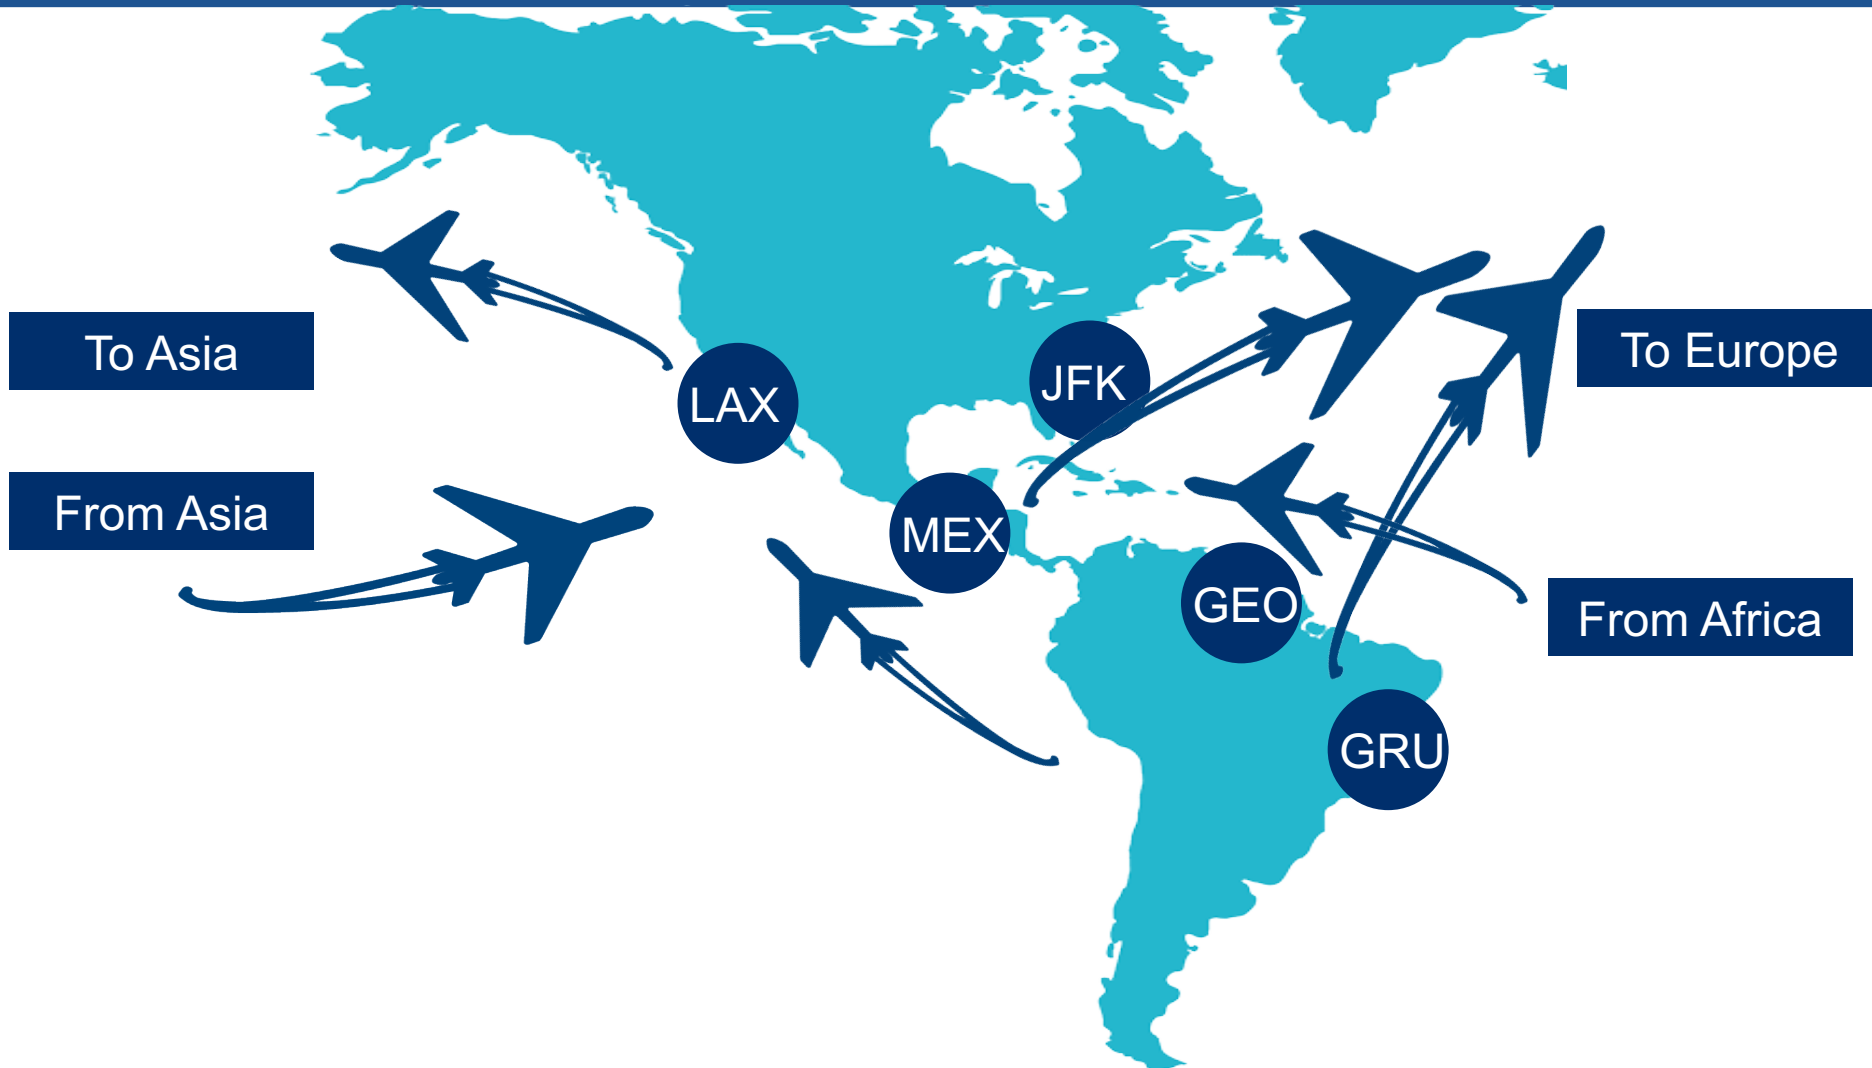 To Asia
From Asia
LAX
JFK
MEX
GEO
GRU
To Europe
From Africa